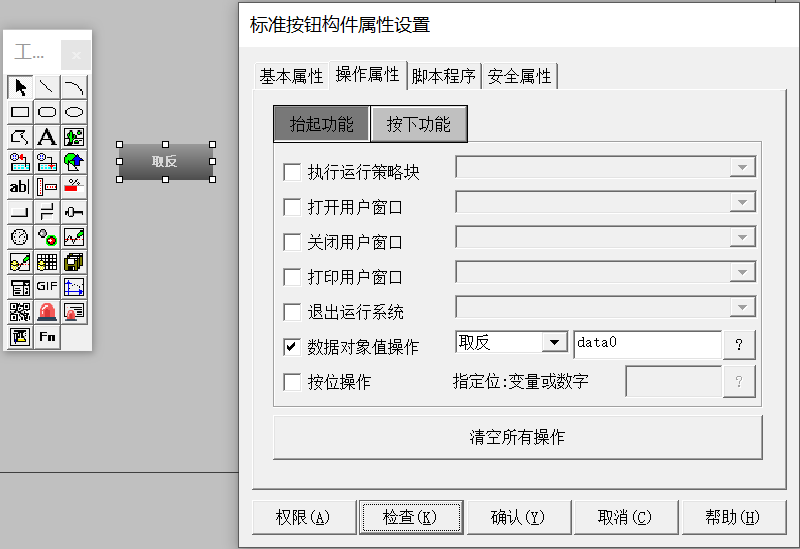 标准按钮构件属性设置
工...
基本属性 操作属性 脚本程序 安全属性
抬起功能 按下功能
取反
执行运行策略块
打开用户窗口
关闭用户窗口
打印用户窗口
退出运行系统
数据对象值操作 取反 data0 ?
按位操作 指定位:变量或数字 ?
清空所有操作
权限(A) 检查(K) 确认(Y) 取消(C) 帮助(H)
A
ab|
GIF
Fn